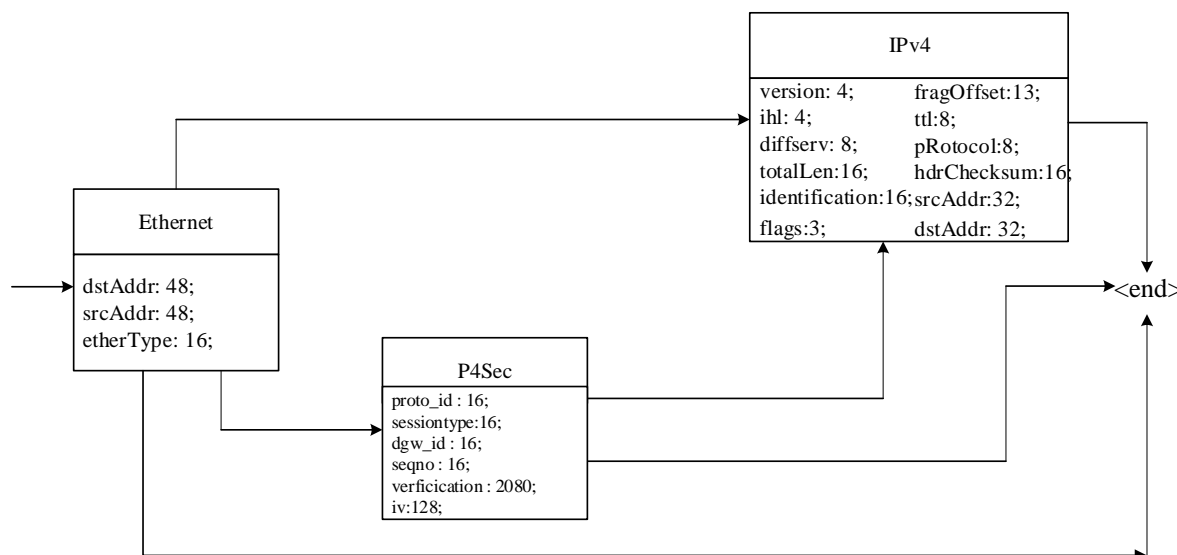 IPv4
version: 4;
ihl: 4;
diffserv: 8;
totalLen:16;
identification:16;
flags:3;
fragOffset:13;
ttl:8;
pRotocol:8;
hdrChecksum:16;
srcAddr:32;
dstAddr: 32;
Ethernet
dstAddr: 48;
srcAddr: 48;
etherType: 16;
<end>
P4Sec
proto_id : 16;
sessiontype:16;
dgw_id : 16;
seqno : 16;
verficication : 2080;
iv:128;